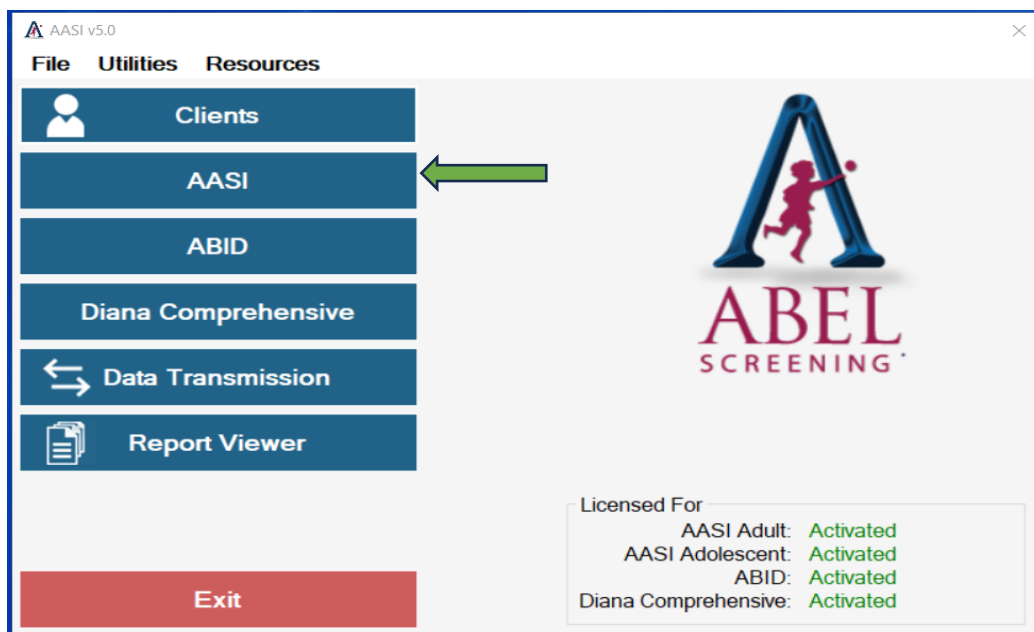 AASI v5.0
File Utilities Resources
Clients
AASI
ABID
Diana Comprehensive
Data Transmission
Report Viewer
Exit
ABEL
SCREENING
Licensed For
AASI Adult: Activated
AASI Adolescent: Activated
ABID: Activated
Diana Comprehensive: Activated